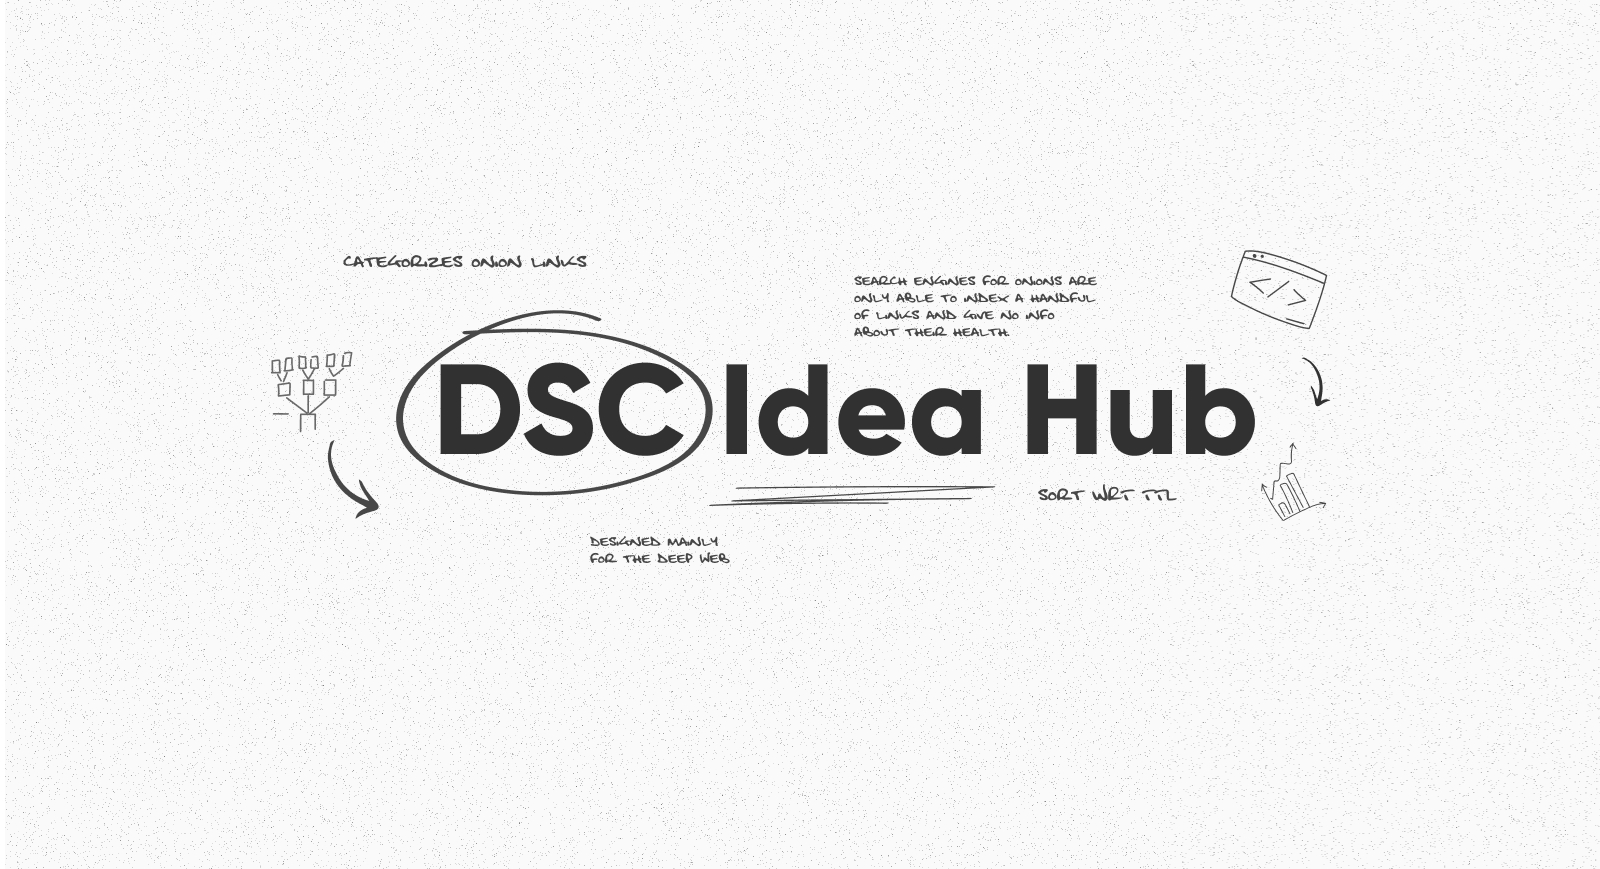 CATEGORIZES ONION LINKS
SEARCH ENGINES FOR ONIONS ARE
ONLY ABLE TO INDEX A HANDFUL
OF LINKS AND GIVE NO INFO
ABOUT THEIR HEALTH.
</>
DSC Idea Hub
SORT WRT TTL
DESIGNED MAINLY
FOR THE DEEP WEB